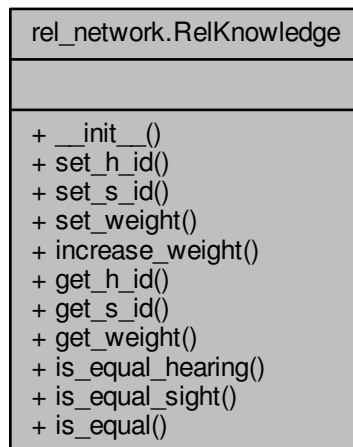 rel_network.RelKnowledge
+ __init__()
+ set_h_id()
+ set_s_id()
+ set_weight()
+ increase_weight()
+ get_h_id()
+ get_s_id()
+ get_weight()
+ is_equal_hearing()
+ is_equal_sight()
+ is_equal()